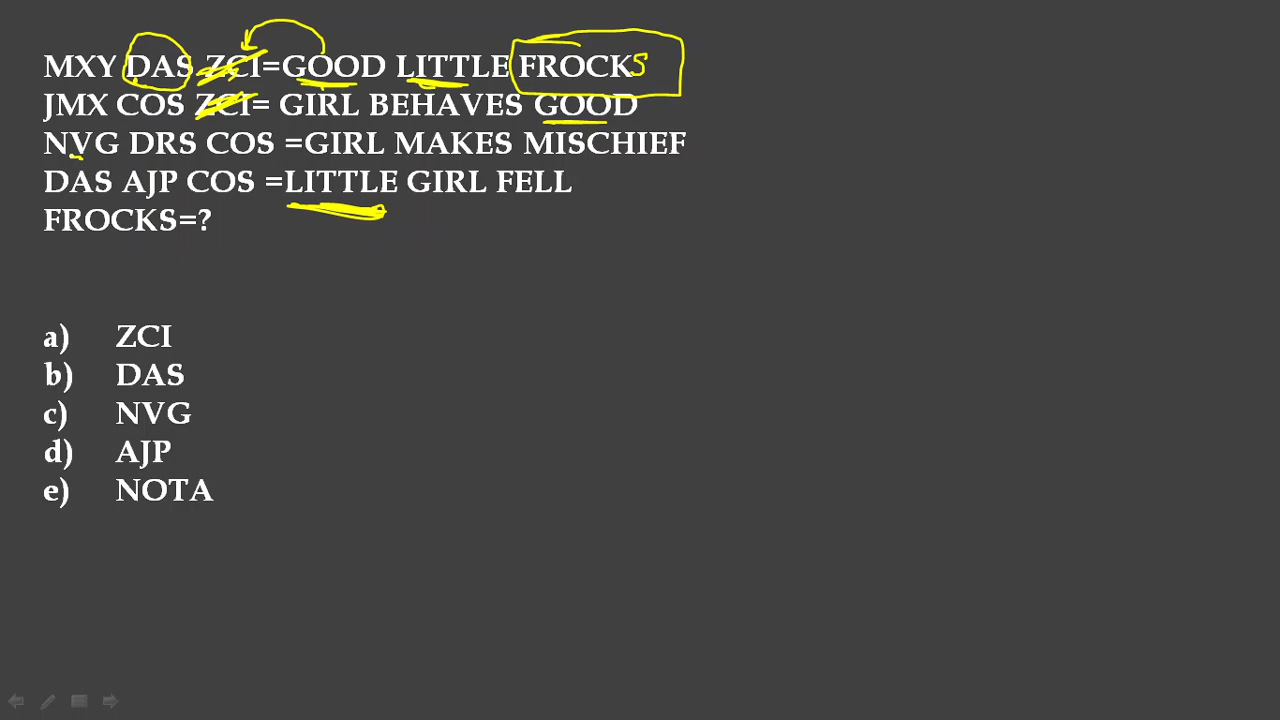 MXY DAS ZCI=GOOD LITTLE FROCKS
JMX COS ZCI= GIRL BEHAVES GOOD
NVG DRS COS =GIRL MAKES MISCHIEF
DAS AJP COS =LITTLE GIRL FELL
FROCKS=?
a) ZCI
b) DAS
c) NVG
d) AJP
e) NOTA